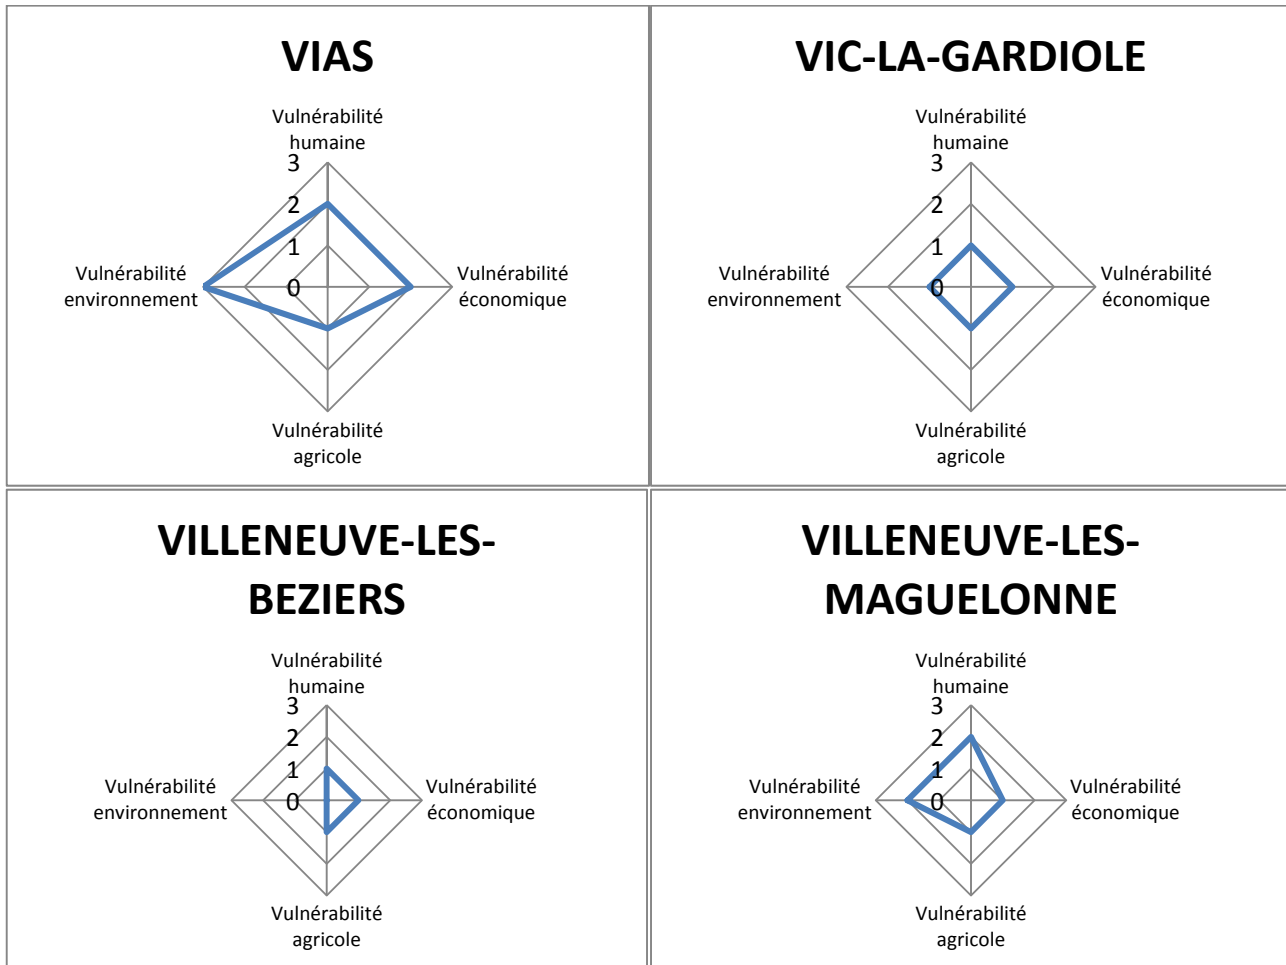 VIAS
Vulnérabilité
humaine
3
2
1
0
Vulnérabilité
environnement
Vulnérabilité
économique
Vulnérabilité
agricole
VIC-LA-GARDIOLE
Vulnérabilité
humaine
3
2
1
0
Vulnérabilité
environnement
Vulnérabilité
économique
Vulnérabilité
agricole
VILLENEUVE-LES-
BEZIERS
Vulnérabilité
humaine
3
2
1
0
Vulnérabilité
environnement
Vulnérabilité
économique
Vulnérabilité
agricole
VILLENEUVE-LES-
MAGUELONNE
Vulnérabilité
humaine
3
2
1
0
Vulnérabilité
environnement
Vulnérabilité
économique
Vulnérabilité
agricole